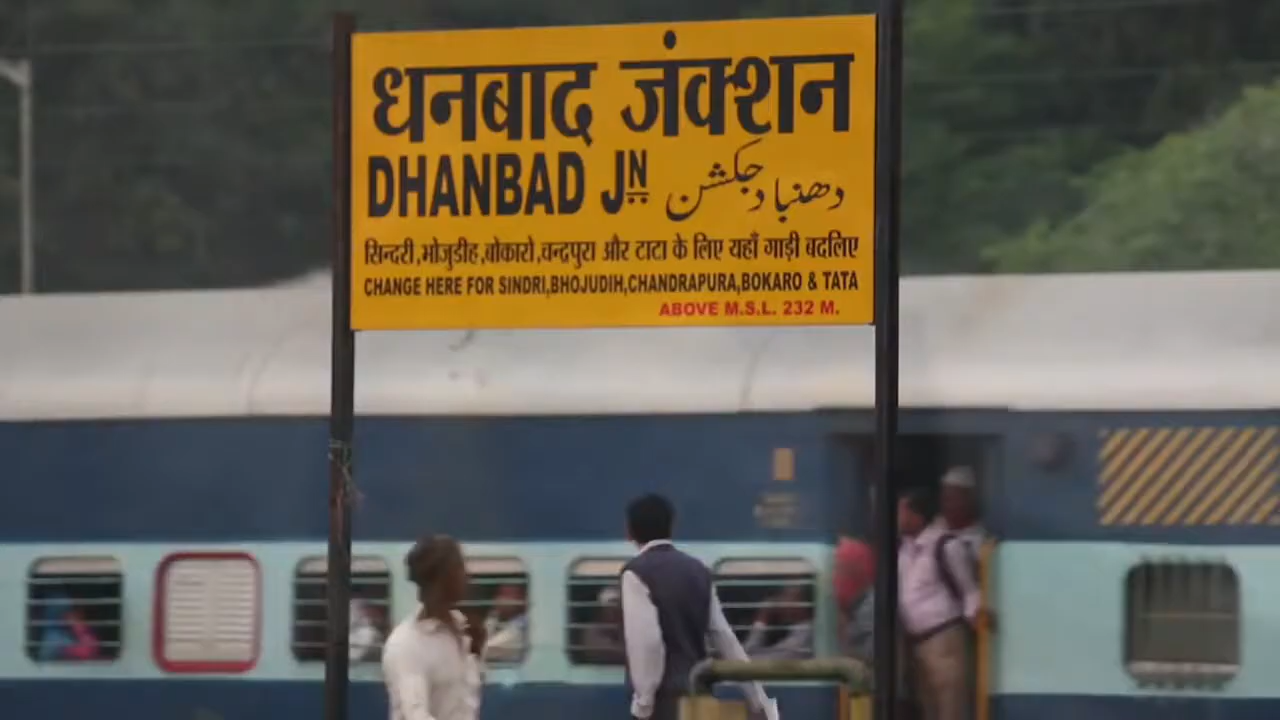 धनबाद जंक्शन
DHANBAD JN دھنباد جنکشن
सिन्दरी,भोजुडीह,बोकारो,चन्द्रपुरा और टाटा के लिए यहाँ गाड़ी बदलिए
CHANGE HERE FOR SINDRI,BHOJUDIH,CHANDRAPURA,BOKARO & TATA
ABOVE M.S.L. 232 M.